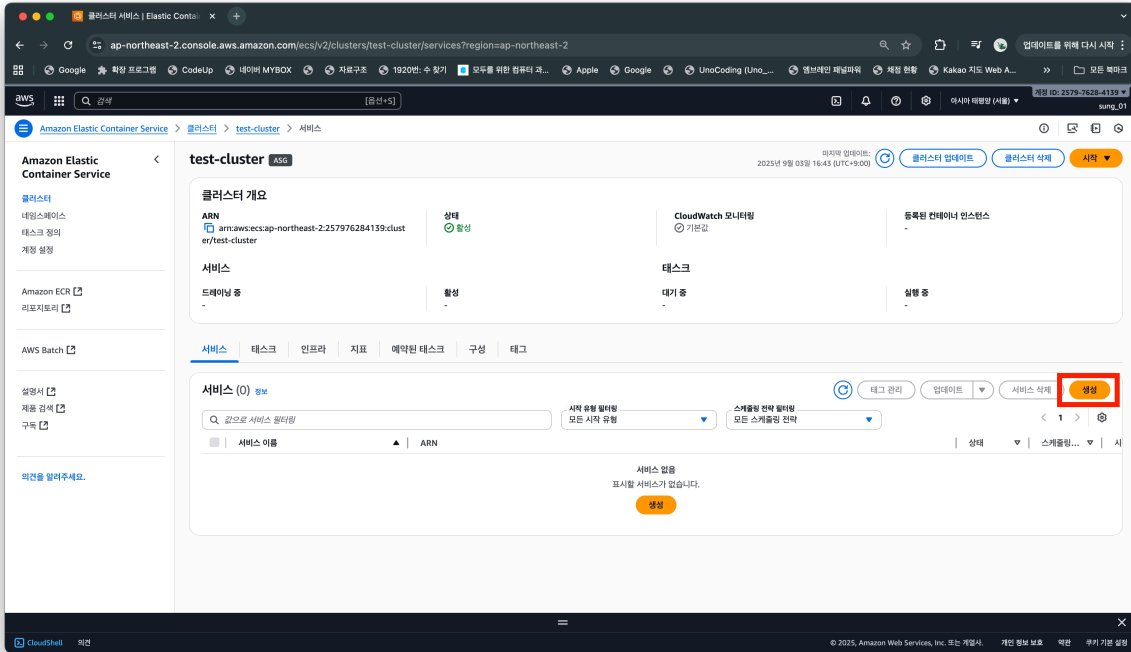 클러스터 서비스 | Elastic Contai
ap-northeast-2.console.aws.amazon.com/ecs/v2/clusters/test-cluster/services?region=ap-northeast-2
업데이트를 위해 다시 시작
Google 확장 프로그램 CodeUp 네이버 MYBOX 자료구조 1920번: 수 찾기 모두를 위한 컴퓨터 과... Apple Google UnoCoding (Uno_... 엠브레인 패널파워 채점 현황 Kakao 지도 Web A... » 모든 북마크
aws 검색 [옵션+S] 아시아 태평양 (서울) ▼ 계정 ID: 2579-7628-4139 ▼
sung_01
Amazon Elastic Container Service > 클러스터 > test-cluster > 서비스
Amazon Elastic
Container Service
클러스터
네임스페이스
태스크 정의
계정 설정
Amazon ECR
리포지토리
AWS Batch
설명서
제품 검색
구독
의견을 알려주세요.
test-cluster ASG
마지막 업데이트:
2025년 9월 03일 16:43 (UTC+9:00)
클러스터 업데이트 클러스터 삭제 시작 ▼
클러스터 개요
ARN 상태 CloudWatch 모니터링 등록된 컨테이너 인스턴스
arn:aws:ecs:ap-northeast-2:257976284139:clust 활성 기본값 -
er/test-cluster
서비스 태스크
드레이닝 중 활성 대기 중 실행 중
- - - -
서비스 태스크 인프라 지표 예약된 태스크 구성 태그
서비스 (0) 정보 태그 관리 업데이트 ▼ 서비스 삭제 생성
값으로 서비스 필터링
시작 유형 필터링
모든 시작 유형
스케줄링 전략 필터링
모든 스케줄링 전략
< 1 >
서비스 이름 ▲ ARN 상태 ▽ 스케줄링... ▽ 시
서비스 없음
표시할 서비스가 없습니다.
생성
CloudShell 의견 © 2025, Amazon Web Services, Inc. 또는 계열사. 개인 정보 보호 약관 쿠키 기본 설정